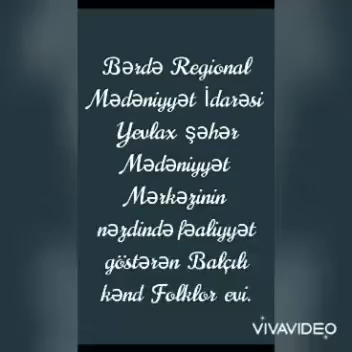 Bərdə Regional
Mədəniyyət İdarəsi
Yevlax şəhər
Mədəniyyət
Mərkəzinin
nəzdində fəaliyyət
göstərən Balçılı
kənd Folklor evi.
VIVAVIDEO